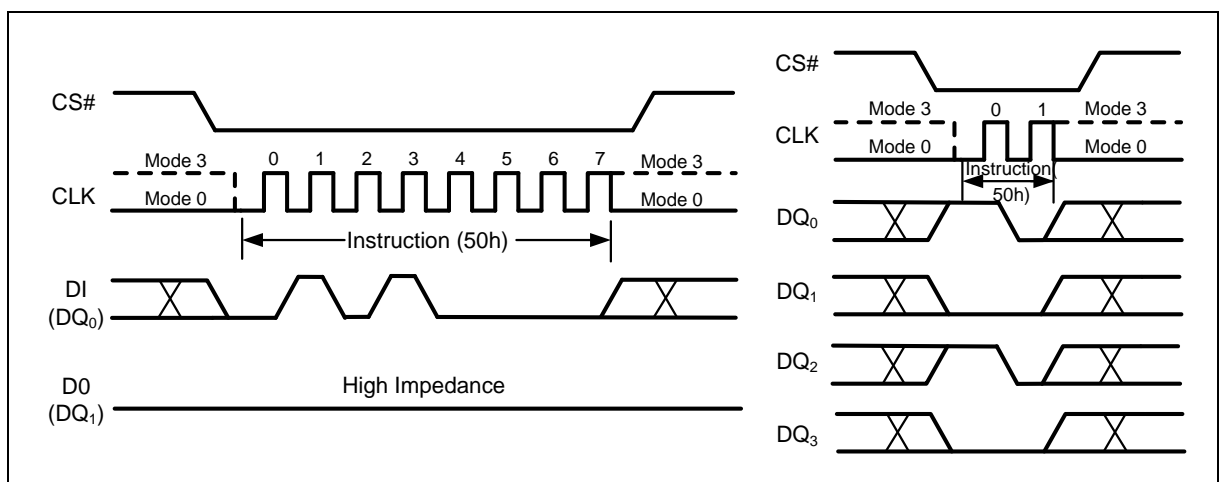 CS#
Mode 3
0 1 2 3 4 5 6 7
Mode 3
CLK
Mode 0
Mode 0
Instruction (50h)
DI
(DQ0)
D0
(DQ1)
High Impedance
CS#
Mode 3
0 1
Mode 3
CLK
Mode 0
Mode 0
Instruction(
50h)
DQ0
DQ1
DQ2
DQ3